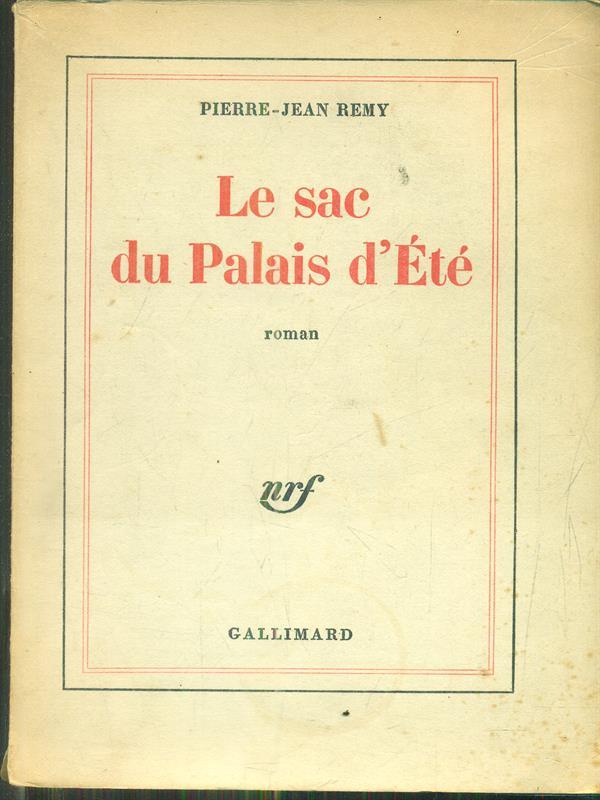 PIERRE-JEAN REMY
Le sac
du Palais d'Été
roman
nrf
GALLIMARD